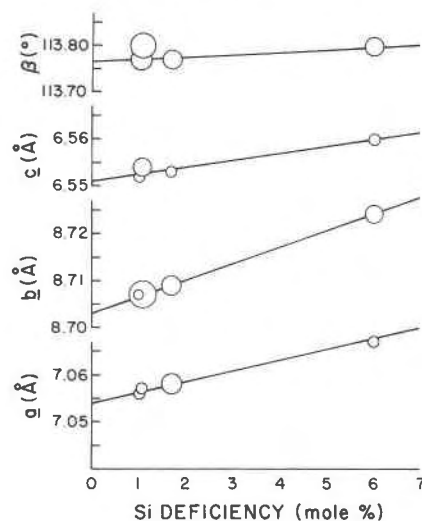 β(°)
113.80
113.70
c(Å)
6.56
6.55
b(Å)
8.72
8.71
8.70
a(Å)
7.06
7.05
0 1 2 3 4 5 6 7
Si DEFICIENCY (mole %)